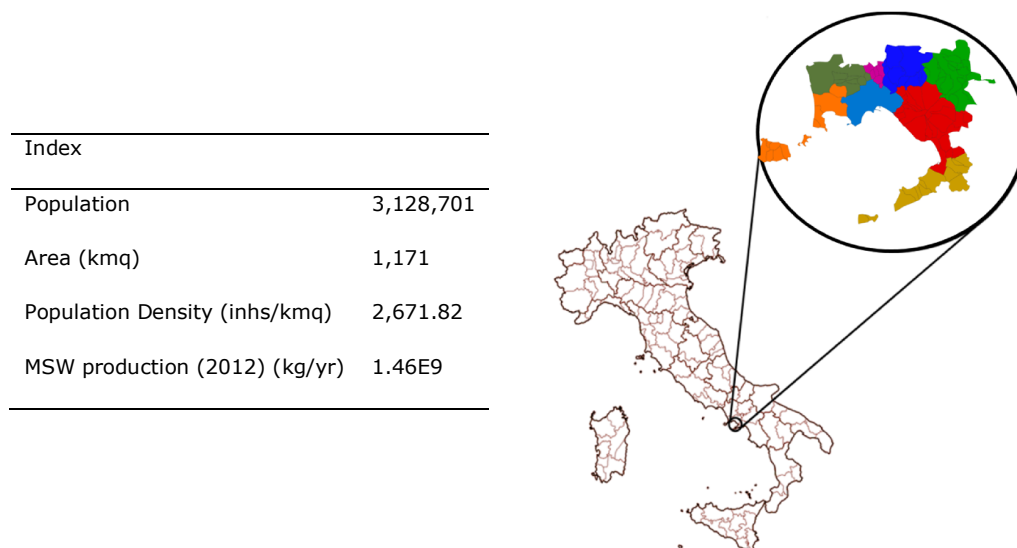 Index
Population 3,128,701
Area (kmq) 1,171
Population Density (inhs/kmq) 2,671.82
MSW production (2012) (kg/yr) 1.46E9